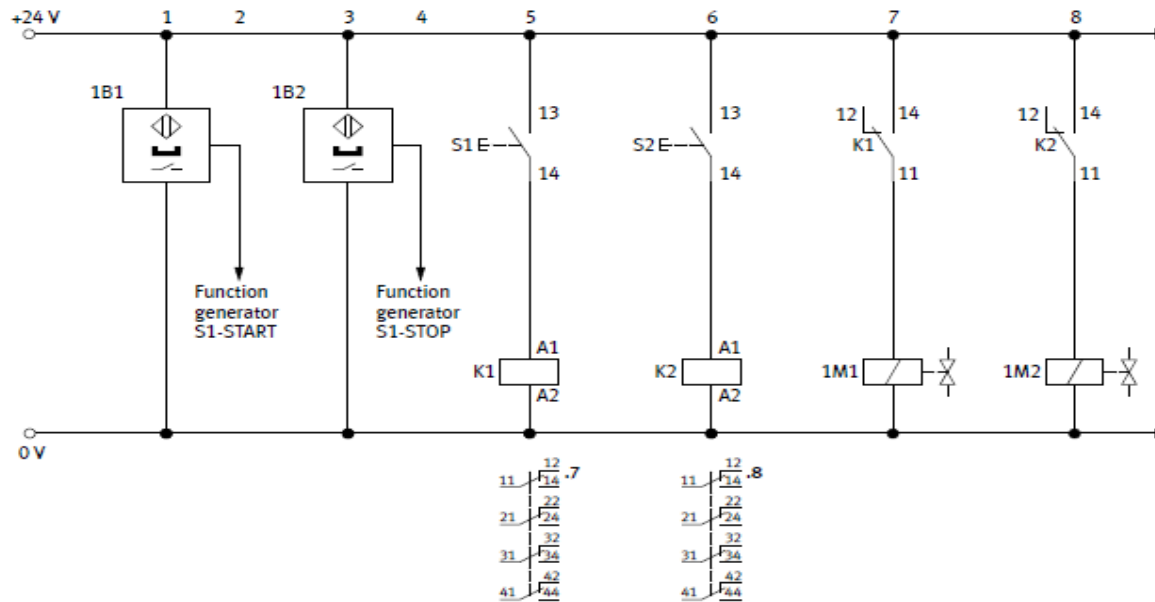 +24 V 1 2 3 4 5 6 7 8
1B1 1B2
13 13 12 14 12 14
S1 S2 K1 K2
14 14 11 11
Function Function
generator generator
S1-START S1-STOP
A1 A1
K1 K2 1M1 1M2
A2 A2
0 V
12 .7 12 .8
11 14 11 14
22 22
21 24 21 24
32 32
31 34 31 34
42 42
41 44 41 44